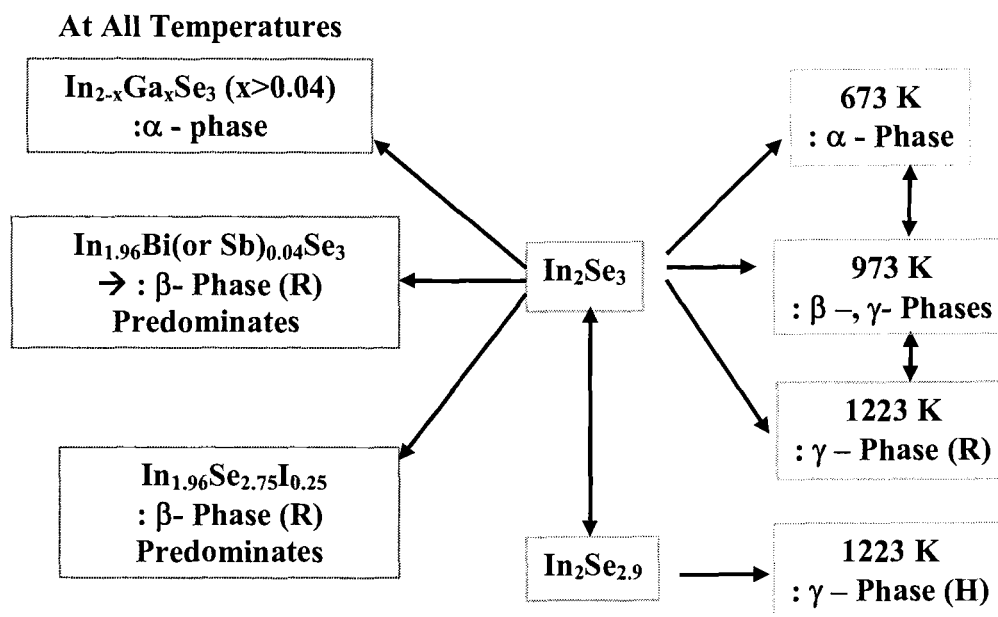 At All Temperatures
In₂₋ₓGaₓSe₃ (x>0.04)
:α - phase
In₁.₉₆Bi(or Sb)₀.₀₄Se₃
→ : β- Phase (R)
Predominates
In₁.₉₆Se₂.₇₅I₀.₂₅
: β- Phase (R)
Predominates
In₂Se₃
In₂Se₂.₉
673 K
: α - Phase
973 K
: β –, γ- Phases
1223 K
: γ – Phase (R)
1223 K
: γ – Phase (H)